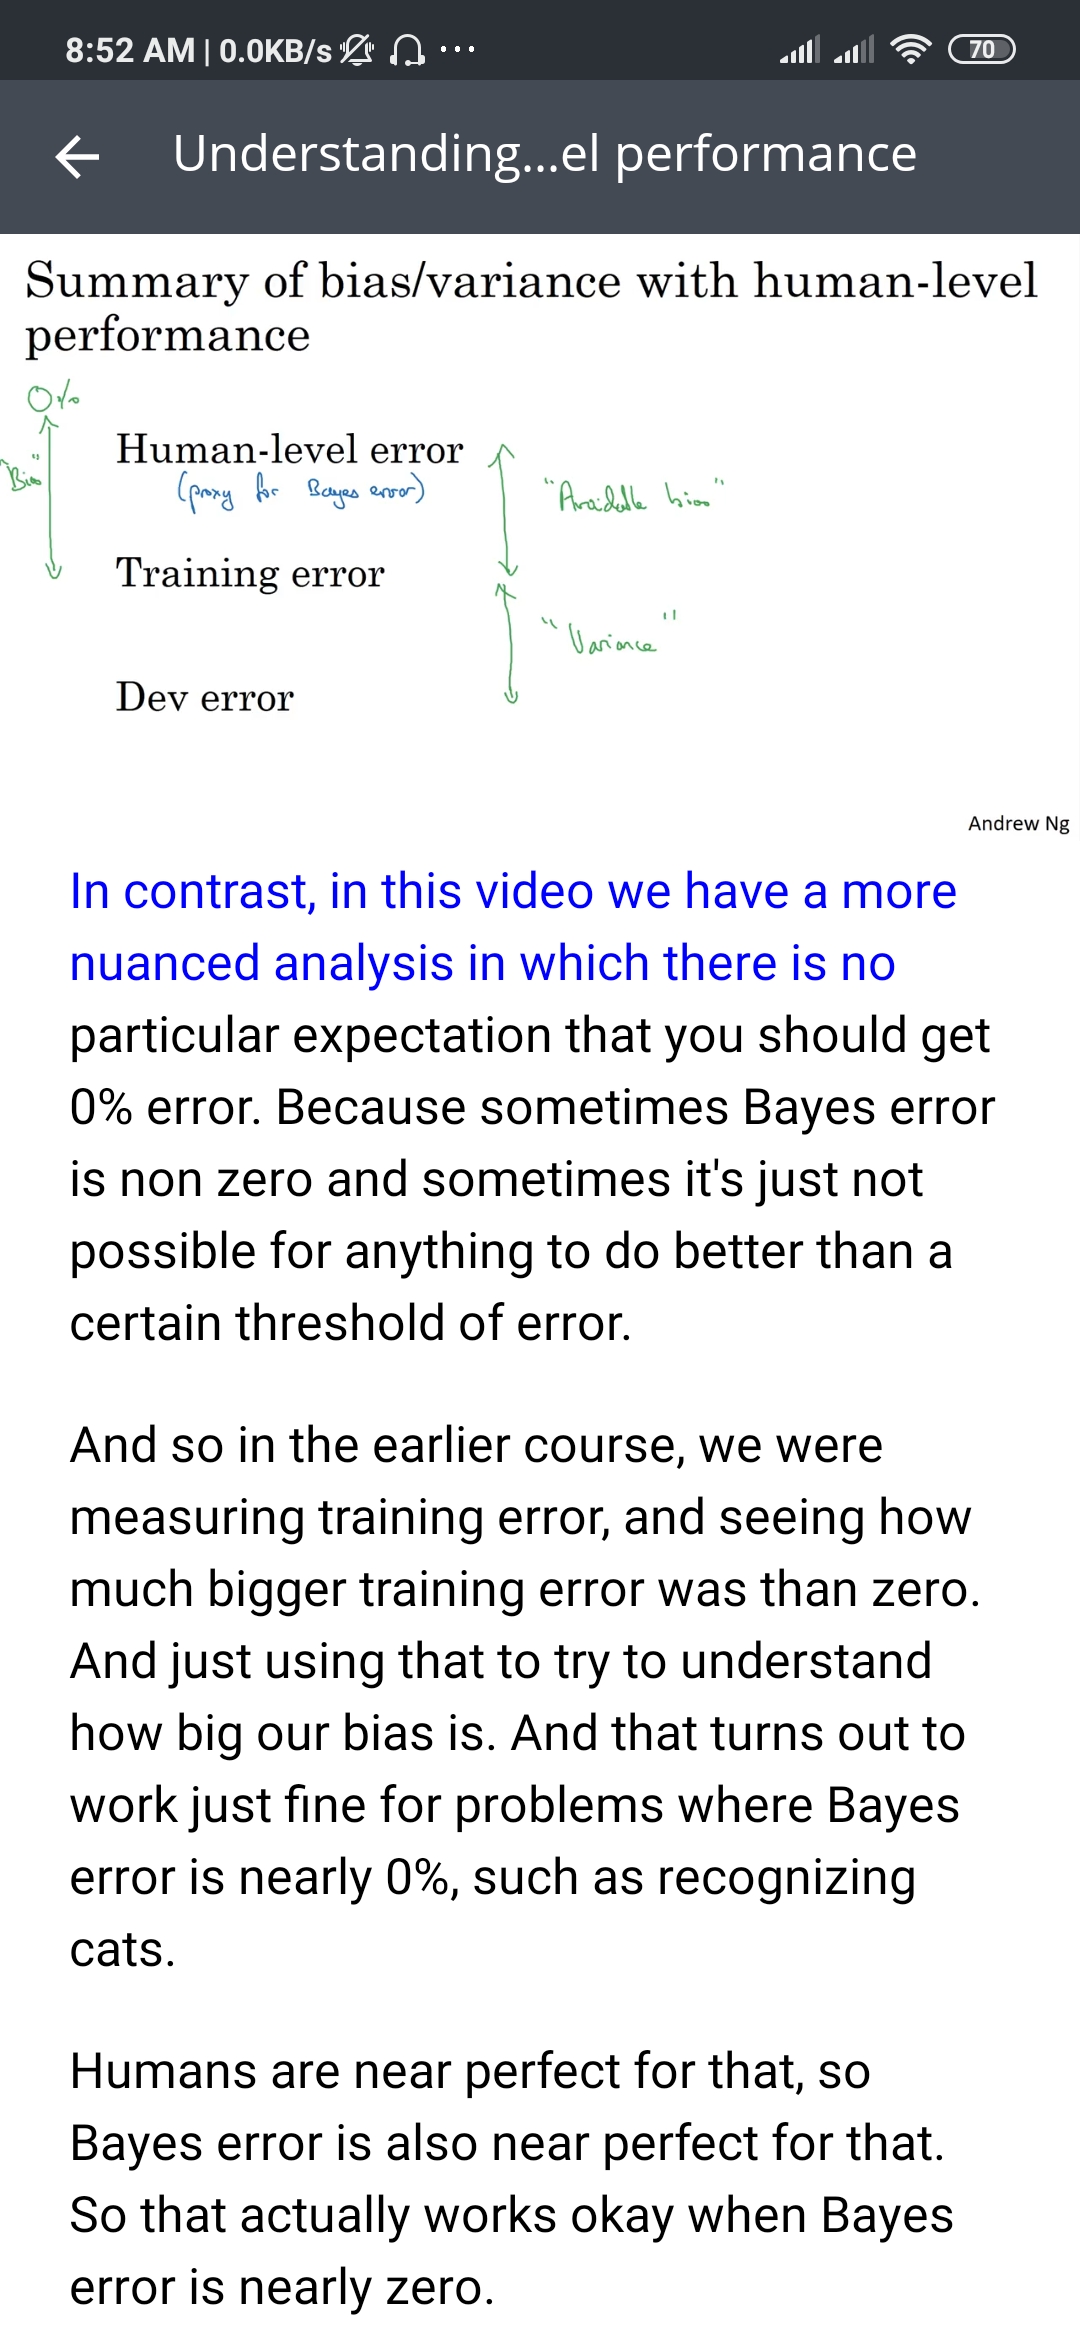 8:52 AM | 0.0KB/s ...
70
Understanding...el performance
Summary of bias/variance with human-level
performance
0%
Human-level error
"Bias"
(proxy for Bayes error)
"Avoidable bias"
Training error
"Variance"
Dev error
Andrew Ng
In contrast, in this video we have a more
nuanced analysis in which there is no
particular expectation that you should get
0% error. Because sometimes Bayes error
is non zero and sometimes it's just not
possible for anything to do better than a
certain threshold of error.
And so in the earlier course, we were
measuring training error, and seeing how
much bigger training error was than zero.
And just using that to try to understand
how big our bias is. And that turns out to
work just fine for problems where Bayes
error is nearly 0%, such as recognizing
cats.
Humans are near perfect for that, so
Bayes error is also near perfect for that.
So that actually works okay when Bayes
error is nearly zero.